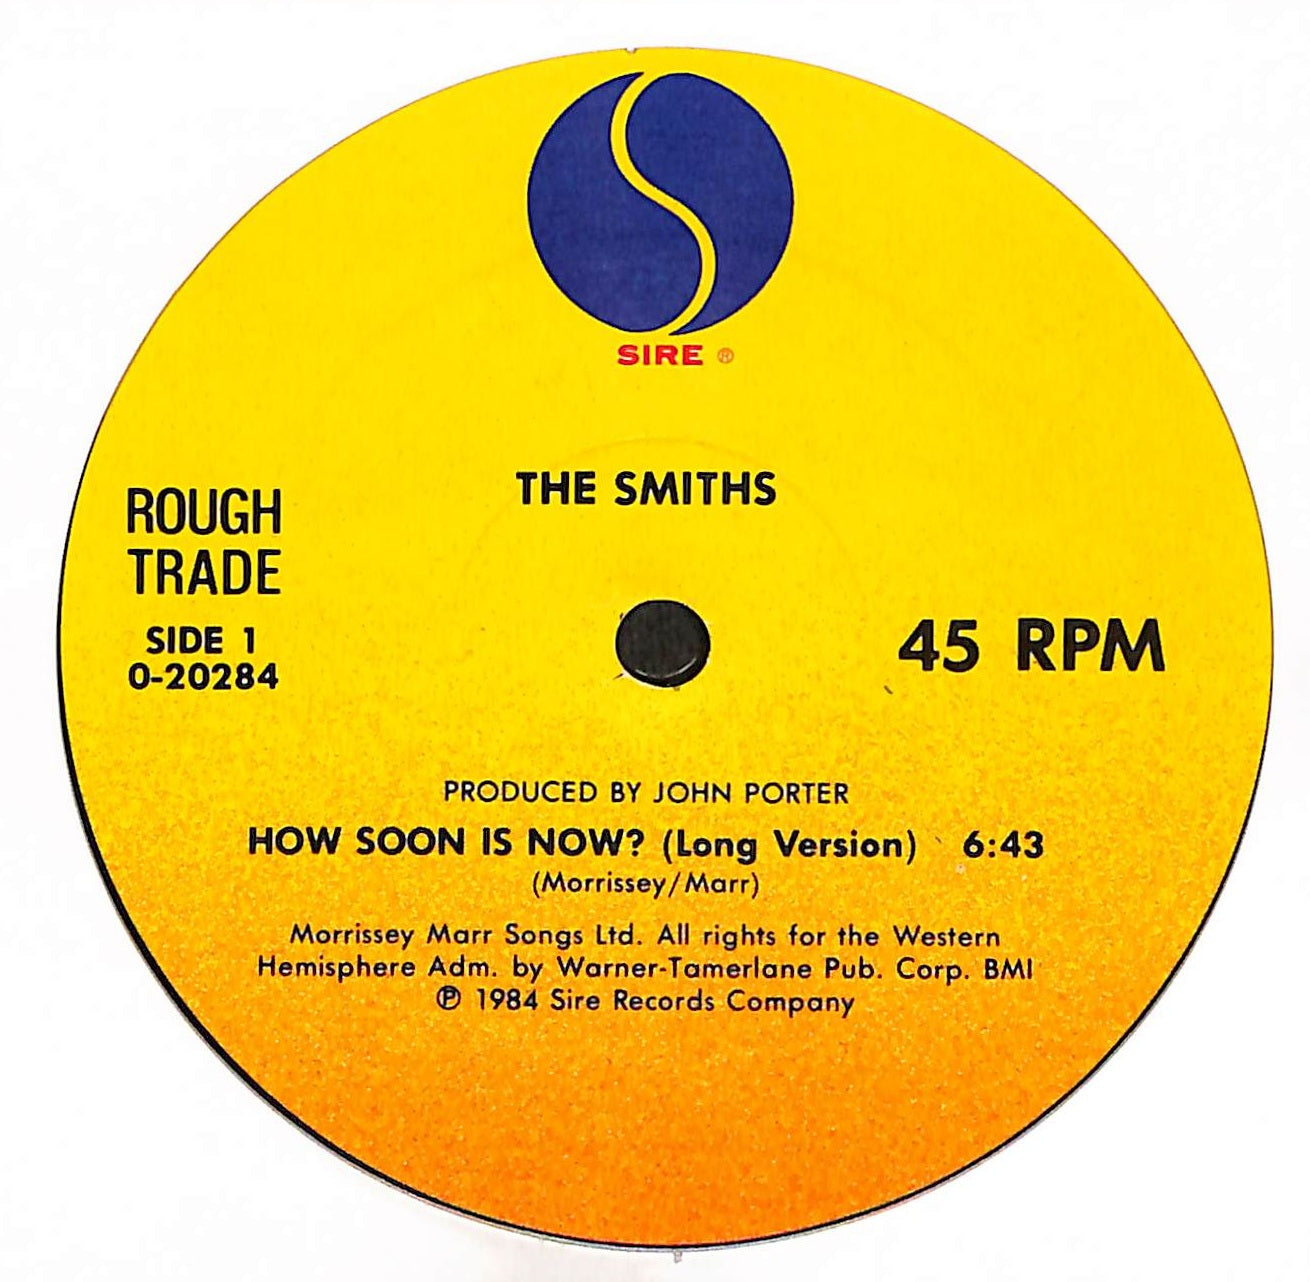 SIRE ®
THE SMITHS
ROUGH
TRADE
SIDE 1
0-20284
45 RPM
PRODUCED BY JOHN PORTER
HOW SOON IS NOW? (Long Version) 6:43
(Morrissey/Marr)
Morrissey Marr Songs Ltd. All rights for the Western
Hemisphere Adm. by Warner-Tamerlane Pub. Corp. BMI
℗ 1984 Sire Records Company